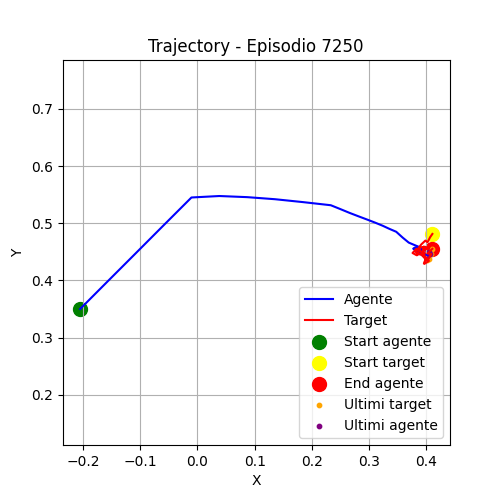 Trajectory - Episodio 7250
Y
0.7
0.6
0.5
0.4
0.3
0.2
−0.2
−0.1
0.0
0.1
0.2
0.3
0.4
X
Agente
Target
Start agente
Start target
End agente
Ultimi target
Ultimi agente